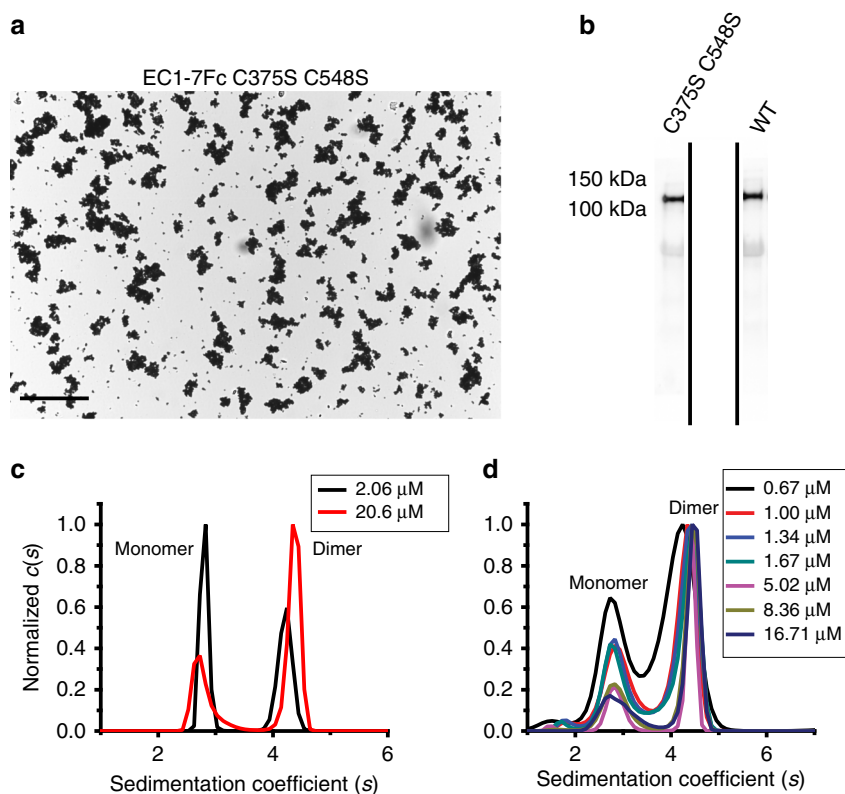 a
EC1-7Fc C375S C548S
b
C375S C548S
WT
150 kDa
100 kDa
c
2.06 μM
20.6 μM
Monomer
Dimer
Normalized c(s)
1.0
0.8
0.6
0.4
0.2
0.0
2 4 6
Sedimentation coefficient (s)
d
0.67 μM
1.00 μM
1.34 μM
1.67 μM
5.02 μM
8.36 μM
16.71 μM
Dimer
Monomer
1.0
0.8
0.6
0.4
0.2
0.0
2 4 6
Sedimentation coefficient (s)